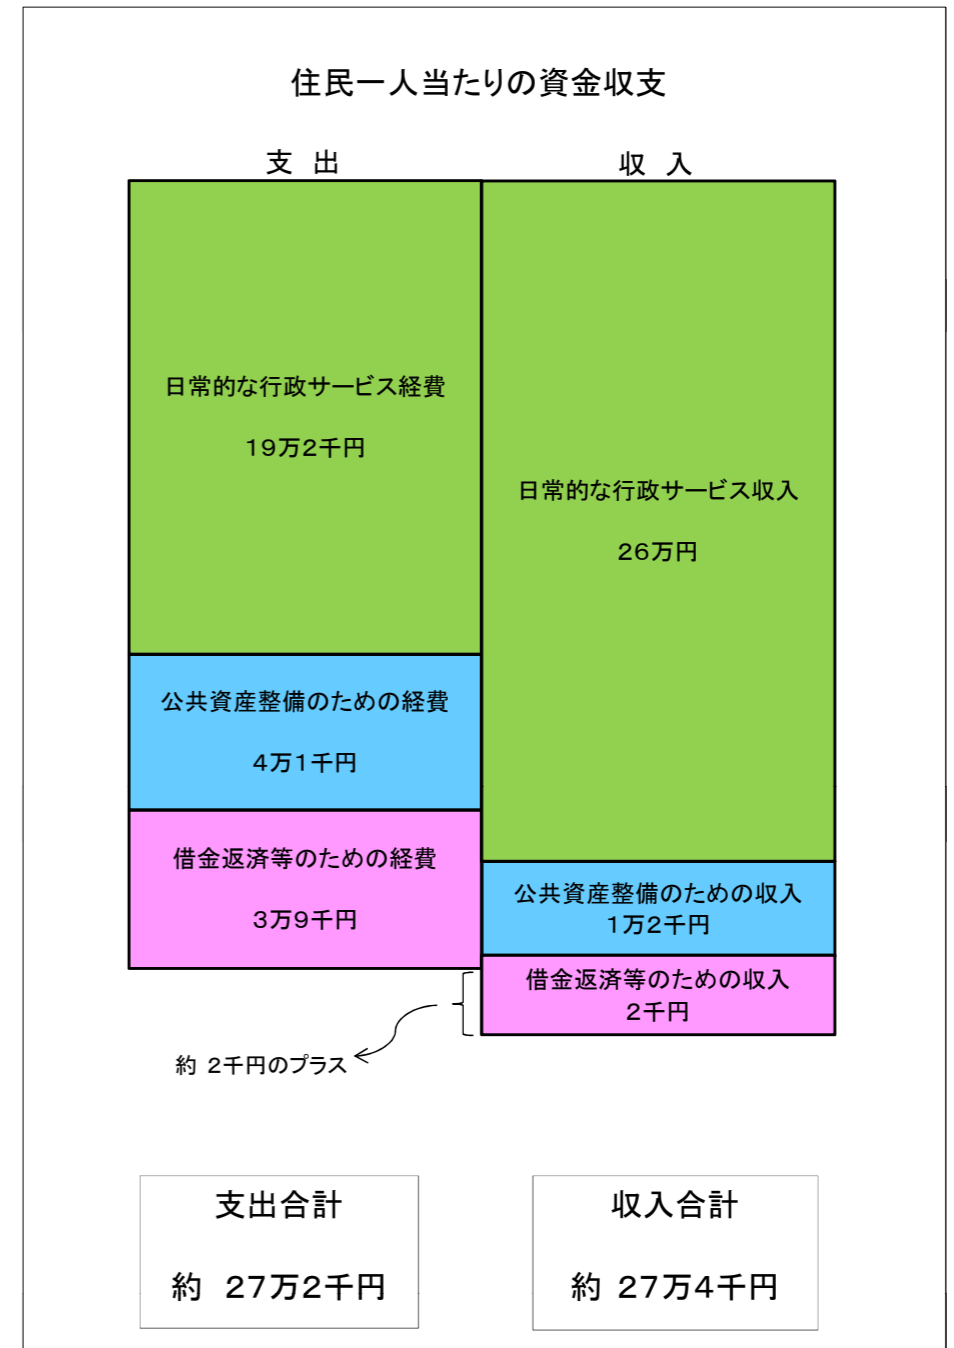 住民一人当たりの資金収支
支　出
収　入
日常的な行政サービス経費
19万2千円
公共資産整備のための経費
4万1千円
借金返済等のための経費
3万9千円
日常的な行政サービス収入
26万円
公共資産整備のための収入
1万2千円
借金返済等のための収入
2千円
約 2千円のプラス
支出合計
約　27万2千円
収入合計
約 27万4千円